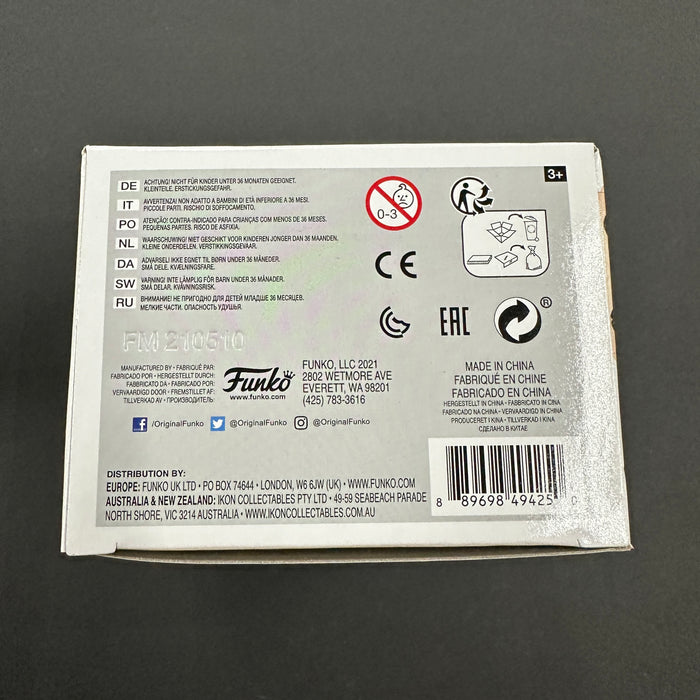 3+
DE ACHTUNG! NICHT FÜR KINDER UNTER 36 MONATEN GEEIGNET.
KLEINTEILE. ERSTICKUNGSGEFAHR.
IT AVVERTENZA! NON ADATTO A BAMBINI DI ETÀ INFERIORE A 36 MESI.
PICCOLE PARTI. RISCHIO DI SOFFOCAMENTO.
PO ATENÇÃO! CONTRA-INDICADO PARA CRIANÇAS COM MENOS DE 36 MESES.
PEQUENAS PARTES. RISCO DE ASFIXIA.
NL WAARSCHUWING! NIET GESCHIKT VOOR KINDEREN JONGER DAN 36 MAANDEN.
KLEINE ONDERDELEN. VERSTIKKINGSGEVAAR.
DA ADVARSEL! IKKE EGNET TIL BØRN UNDER 36 MÅNEDER.
SMÅ DELE. KVÆLNINGSFARE.
SW VARNING! INTE LÄMPLIG FÖR BARN UNDER 36 MÅNADER.
SMÅ DELAR. KVÄVNINGSRISK.
RU ВНИМАНИЕ! НЕ ПРИГОДНО ДЛЯ ДЕТЕЙ МЛАДШЕ 36 МЕСЯЦЕВ.
МЕЛКИЕ ЧАСТИ. ОПАСНОСТЬ УДУШЬЯ.
0-3
CE
EAC
®
FM 210510
MANUFACTURED BY • FABRIQUÉ PAR:
FABRICADO POR • HERGESTELLT DURCH:
FABBRICATO DA • FABRICADO POR:
VERVAARDIGD DOOR • FREMSTILLET AF:
TILLVERKAD AV • ПРОИЗВОДИТЕЛЬ:
Funko
www.funko.com
FUNKO, LLC 2021
2802 WETMORE AVE
EVERETT, WA 98201
(425) 783-3616
MADE IN CHINA
FABRIQUÉ EN CHINE
FABRICADO EN CHINA
HERGESTELLT IN CHINA • FABBRICATO IN CINA
FABRICADO NA CHINA • VERVAARDIGD IN CHINA
PRODUCERET I KINA • TILLVERKAD I KINA
СДЕЛАНО В КИТАЕ
/OriginalFunko
@OriginalFunko
@OriginalFunko
DISTRIBUTION BY:
EUROPE: FUNKO UK LTD • PO BOX 74644 • LONDON, W6 6JW (UK) • WWW.FUNKO.COM
AUSTRALIA & NEW ZEALAND: IKON COLLECTABLES PTY LTD • 49-59 SEABEACH PARADE
NORTH SHORE, VIC 3214 AUSTRALIA • WWW.IKONCOLLECTABLES.COM.AU
8 89698 49425